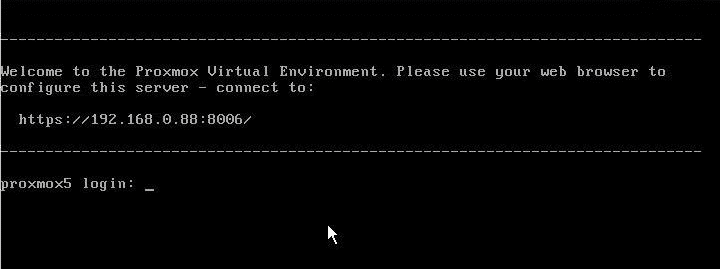 Welcome to the Proxmox Virtual Environment. Please use your web browser to
configure this server - connect to:
https://192.168.0.88:8006/
proxmox5 login: _